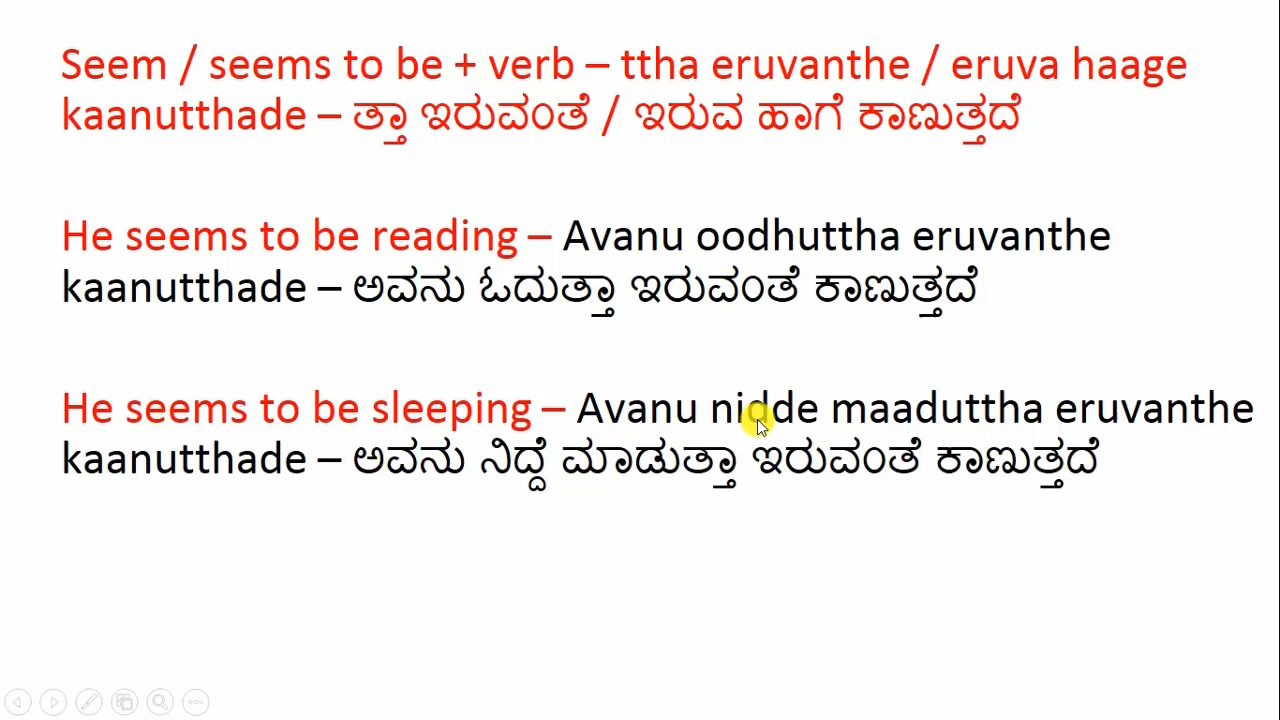 Seem / seems to be + verb – ttha eruvanthe / eruva haage
kaanutthade – ತ್ತಾ ಇರುವಂತೆ / ಇರುವ ಹಾಗೆ ಕಾಣುತ್ತದೆ
He seems to be reading – Avanu oodhuttha eruvanthe
kaanutthade – ಅವನು ಓದುತ್ತಾ ಇರುವಂತೆ ಕಾಣುತ್ತದೆ
He seems to be sleeping – Avanu nidde maaduttha eruvanthe
kaanutthade – ಅವನು ನಿದ್ದೆ ಮಾಡುತ್ತಾ ಇರುವಂತೆ ಕಾಣುತ್ತದೆ